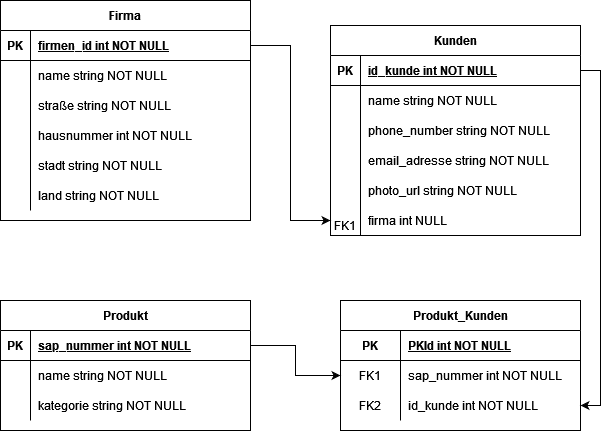 Firma
PK firmen_id int NOT NULL
name string NOT NULL
straße string NOT NULL
hausnummer int NOT NULL
stadt string NOT NULL
land string NOT NULL
Kunden
PK id_kunde int NOT NULL
name string NOT NULL
phone_number string NOT NULL
email_adresse string NOT NULL
photo_url string NOT NULL
FK1 firma int NULL
Produkt
PK sap_nummer int NOT NULL
name string NOT NULL
kategorie string NOT NULL
Produkt_Kunden
PK PKId int NOT NULL
FK1 sap_nummer int NOT NULL
FK2 id_kunde int NOT NULL